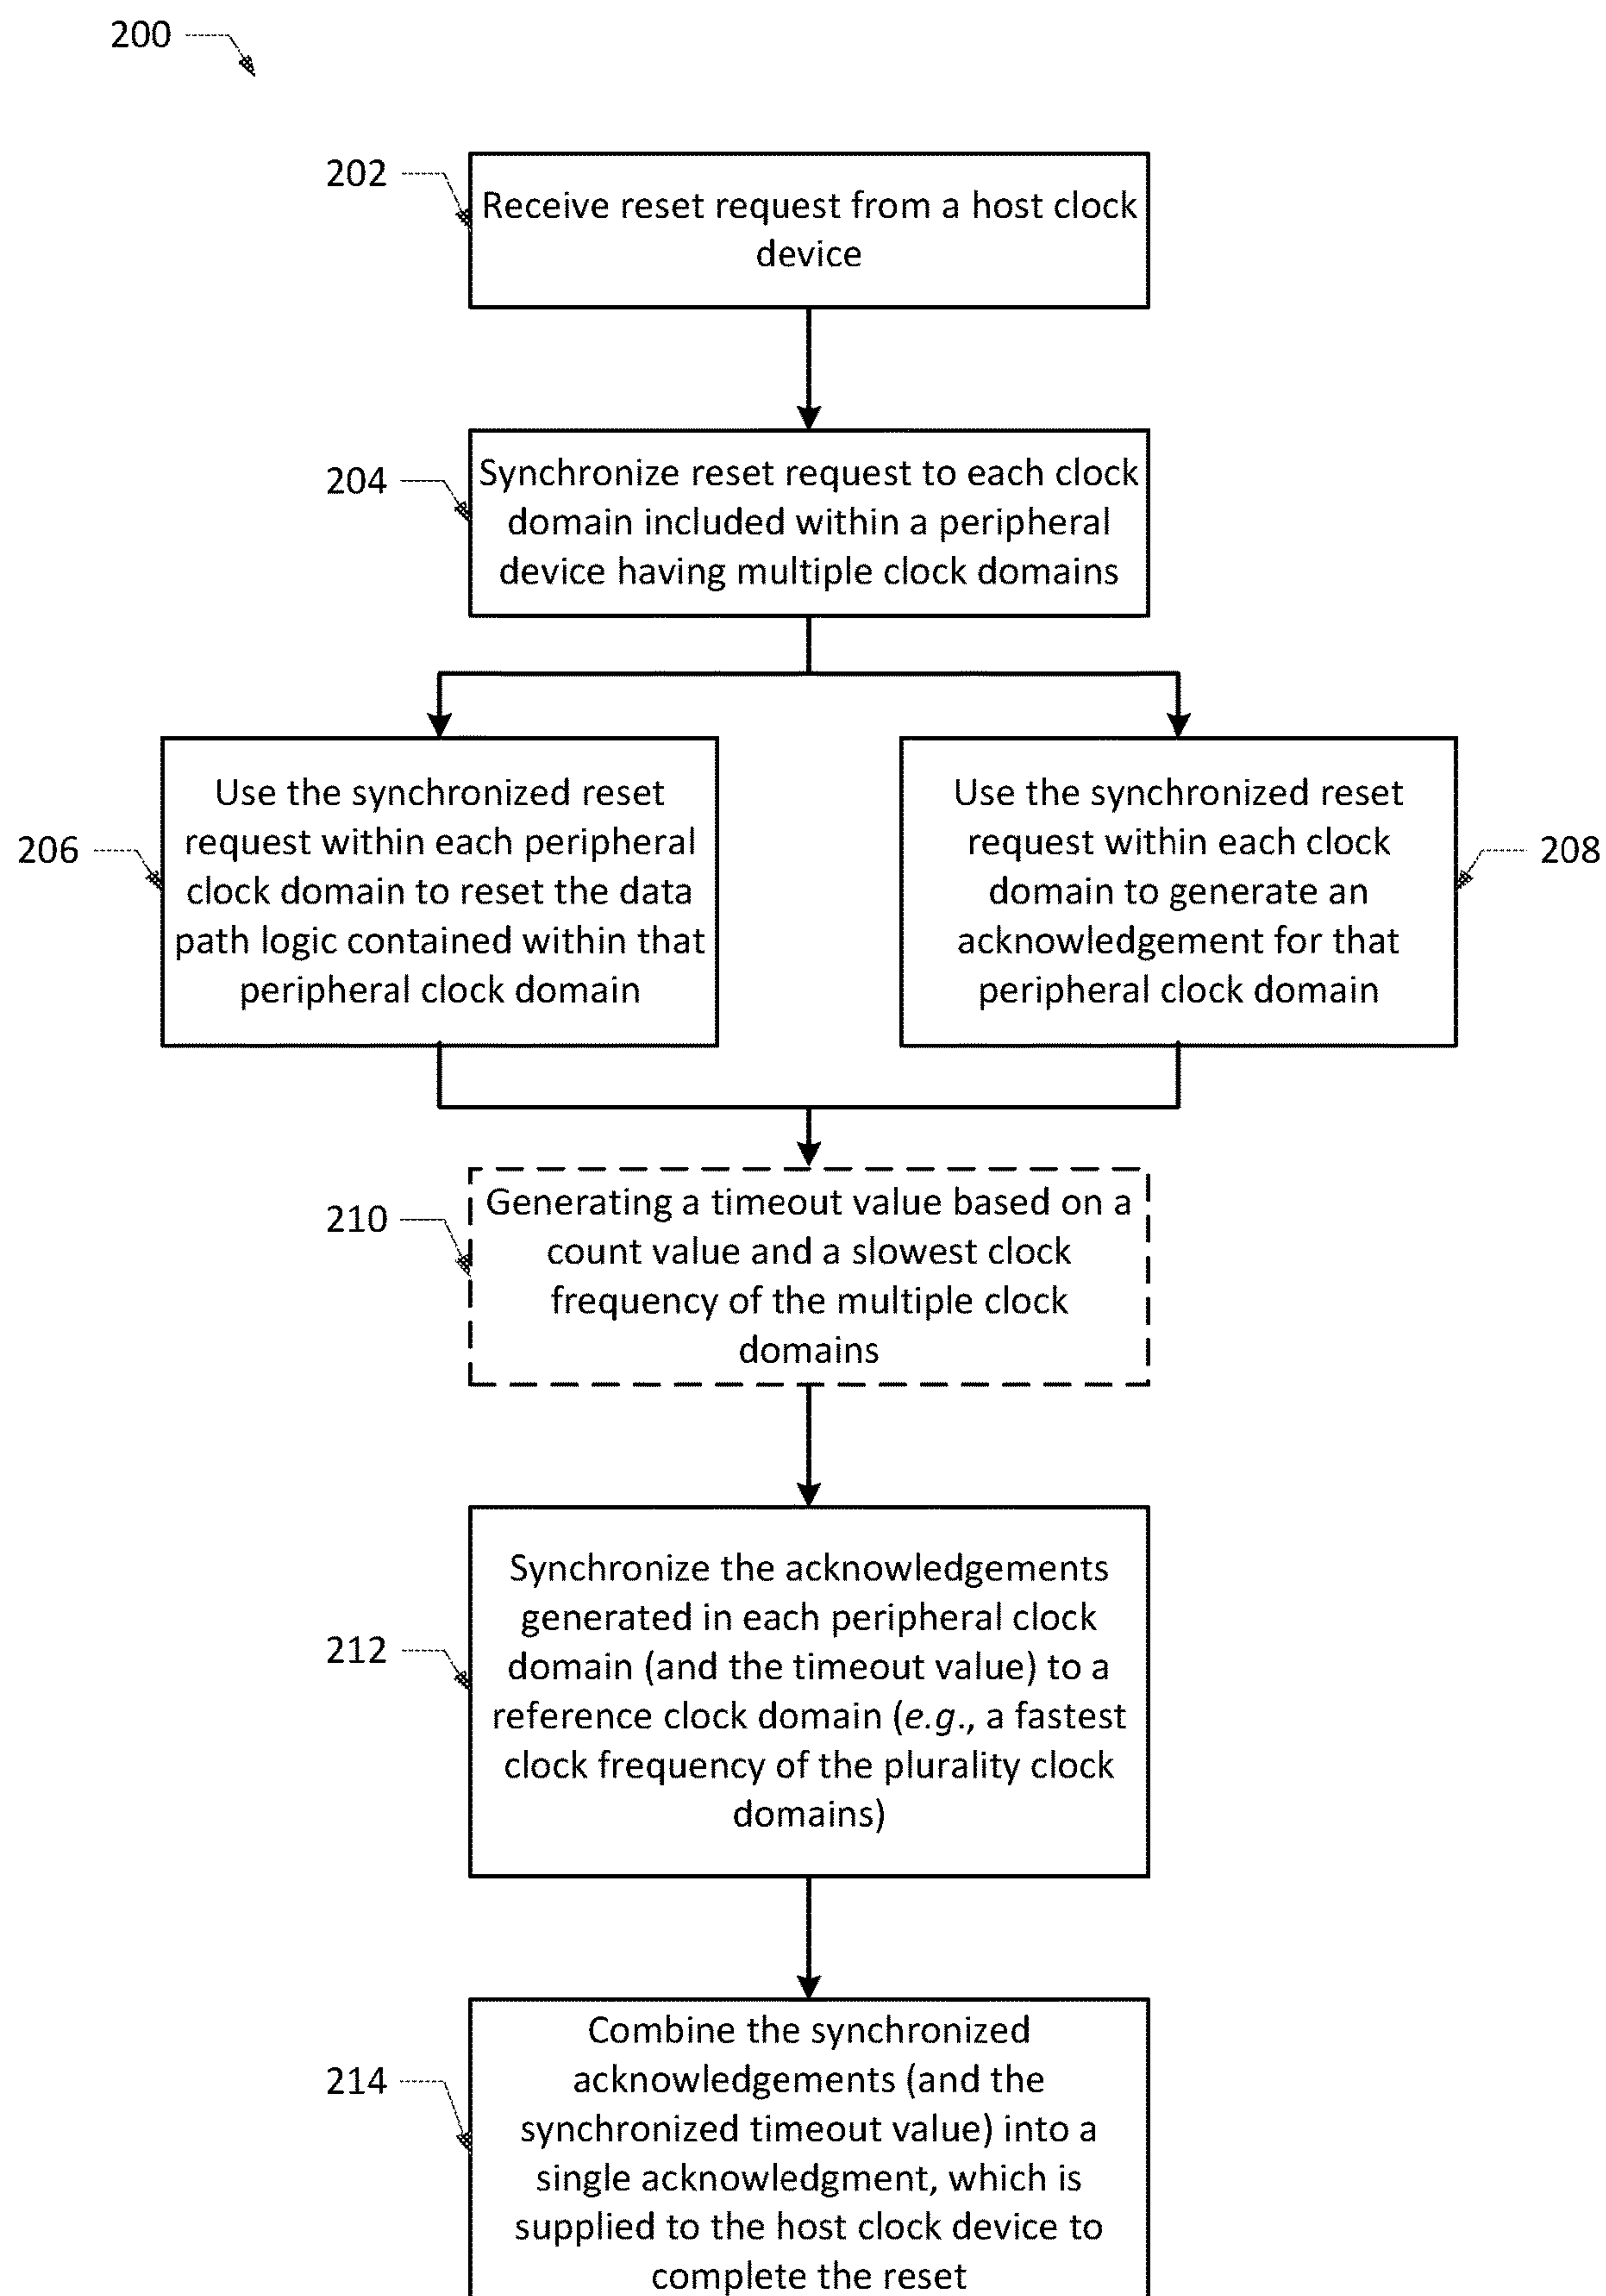 200
202
Receive reset request from a host clock
device
204
Synchronize reset request to each clock
domain included within a peripheral
device having multiple clock domains
206
Use the synchronized reset
request within each peripheral
clock domain to reset the data
path logic contained within that
peripheral clock domain
Use the synchronized reset
request within each clock
domain to generate an
acknowledgement for that
peripheral clock domain
208
210
Generating a timeout value based on a
count value and a slowest clock
frequency of the multiple clock
domains
212
Synchronize the acknowledgements
generated in each peripheral clock
domain (and the timeout value) to a
reference clock domain (e.g., a fastest
clock frequency of the plurality clock
domains)
214
Combine the synchronized
acknowledgements (and the
synchronized timeout value) into a
single acknowledgment, which is
supplied to the host clock device to
complete the reset